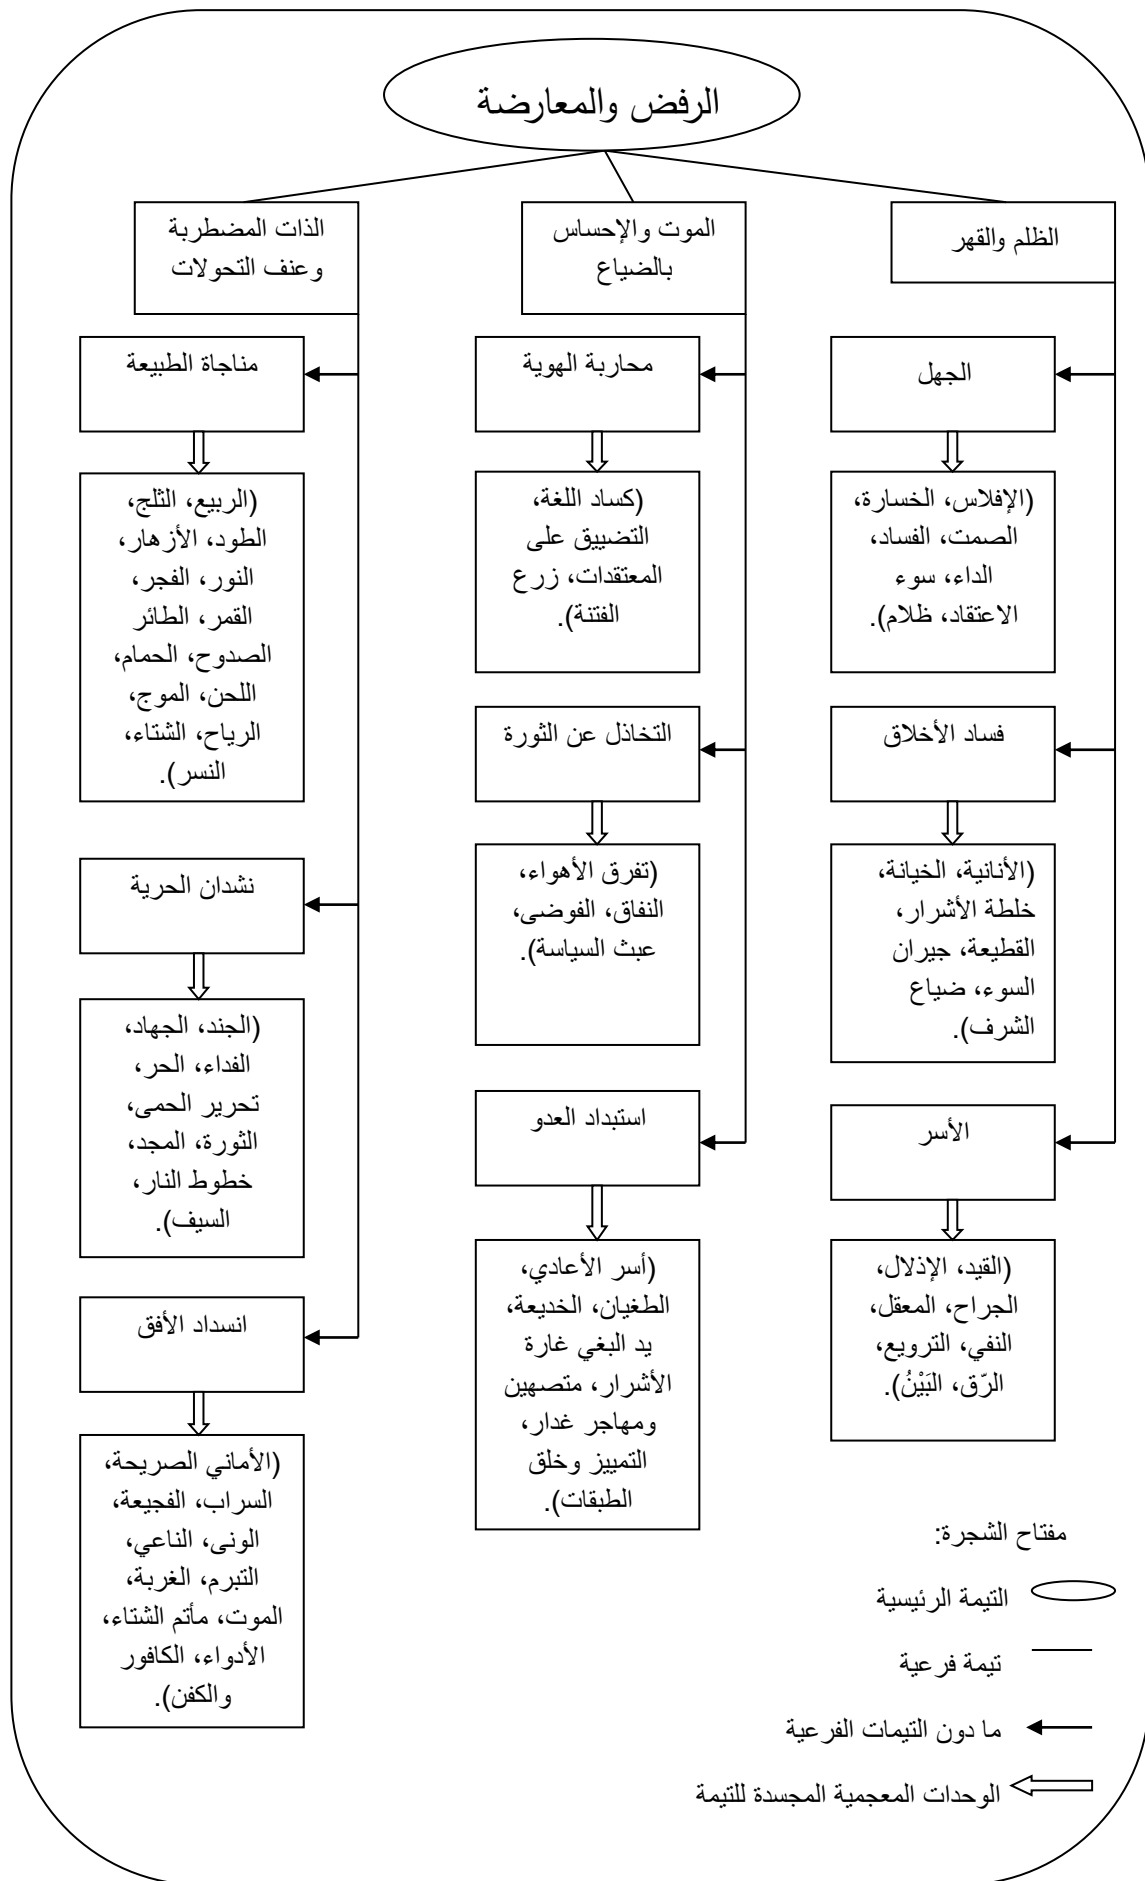 الرفض والمعارضة
الظلم والقهر
الجهل
(الإفلاس، الخسارة،
الصمت، الفساد،
الداء، سوء
الاعتقاد، ظلام).
فساد الأخلاق
(الأنانية، الخيانة،
خلطة الأشرار،
القطيعة، جيران
السوء، ضياع
الشرف).
الأسر
(القيد، الإذلال،
الجراح، المعقل،
النفي، الترويع،
الرّق، البَيْنُ).
الموت والإحساس
بالضياع
محاربة الهوية
(كساد اللغة،
التضييق على
المعتقدات، زرع
الفتنة).
التخاذل عن الثورة
(تفرق الأهواء،
النفاق، الفوضى،
عبث السياسة).
استبداد العدو
(أسر الأعادي،
الطغيان، الخديعة،
يد البغي غارة
الأشرار، متصهين
ومهاجر غدار،
التمييز وخلق
الطبقات).
الذات المضطربة
وعنف التحولات
مناجاة الطبيعة
(الربيع، الثلج،
الطود، الأزهار،
النور، الفجر،
القمر، الطائر
الصدوح، الحمام،
اللحن، الموج،
الرياح، الشتاء،
النسر).
نشدان الحرية
(الجند، الجهاد،
الفداء، الحر،
تحرير الحمى،
الثورة، المجد،
خطوط النار،
السيف).
انسداد الأفق
(الأماني الصريحة،
السراب، الفجيعة،
الونى، الناعي،
التبرم، الغربة،
الموت، مأتم الشتاء،
الأدواء، الكافور
والكفن).
مفتاح الشجرة:
التيمة الرئيسية
تيمة فرعية
ما دون التيمات الفرعية
الوحدات المعجمية المجسدة للتيمة